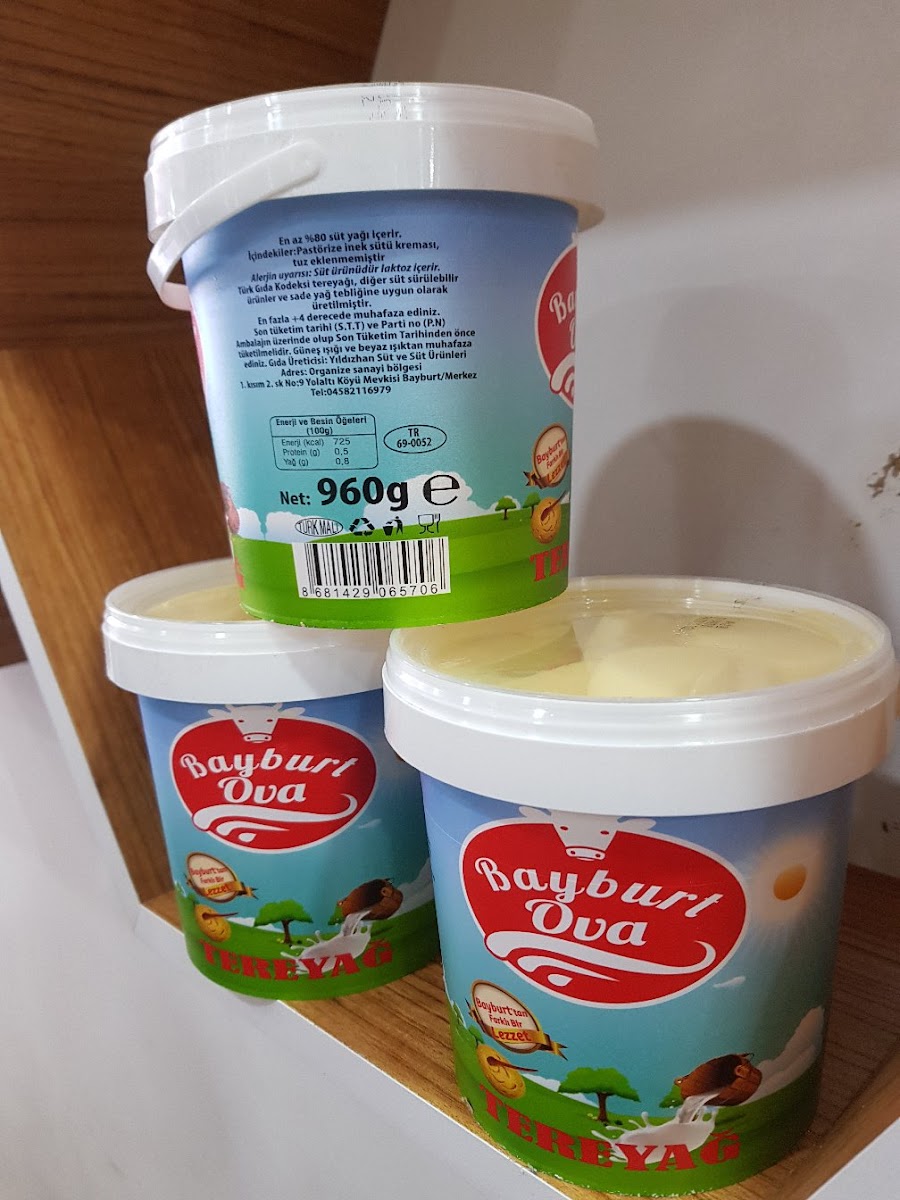 En az %80 süt yağı içerir.
İçindekiler:Pastörize inek sütü kreması,
tuz eklenmemiştir
Alerjin uyarısı: Süt ürünüdür laktoz içerir.
Türk Gıda Kodeksi tereyağı, diğer süt sürülebilir
ürünler ve sade yağ tebliğine uygun olarak
üretilmiştir.
En fazla +4 derecede muhafaza ediniz.
Son tüketim tarihi (S.T.T) ve Parti no (P.N)
Ambalajın üzerinde olup Son Tüketim Tarihinden önce
tüketilmelidir. Güneş ışığı ve beyaz ışıktan muhafaza
ediniz. Gıda Üreticisi: Yıldızhan Süt ve Süt Ürünleri
Adres: Organize sanayi bölgesi
1. kısım 2. sk No:9 Yolaltı Köyü Mevkisi Bayburt/Merkez
Tel:04582116979
Enerji ve Besin Öğeleri
(100g)
Enerji (kcal) 725
Protein (g) 0,5
Yağ (g) 0,8
TR
69-0052
Net: 960g ℮
TÜRK MALI
8 681429 065706
Bayburt'tan
Farklı Bir
Lezzet
Bayburt
Ova
Bayburt'tan
Farklı Bir
Lezzet
TEREYAĞ
Bayburt
Ova
Bayburt'tan
Farklı Bir
Lezzet
TEREYAĞ